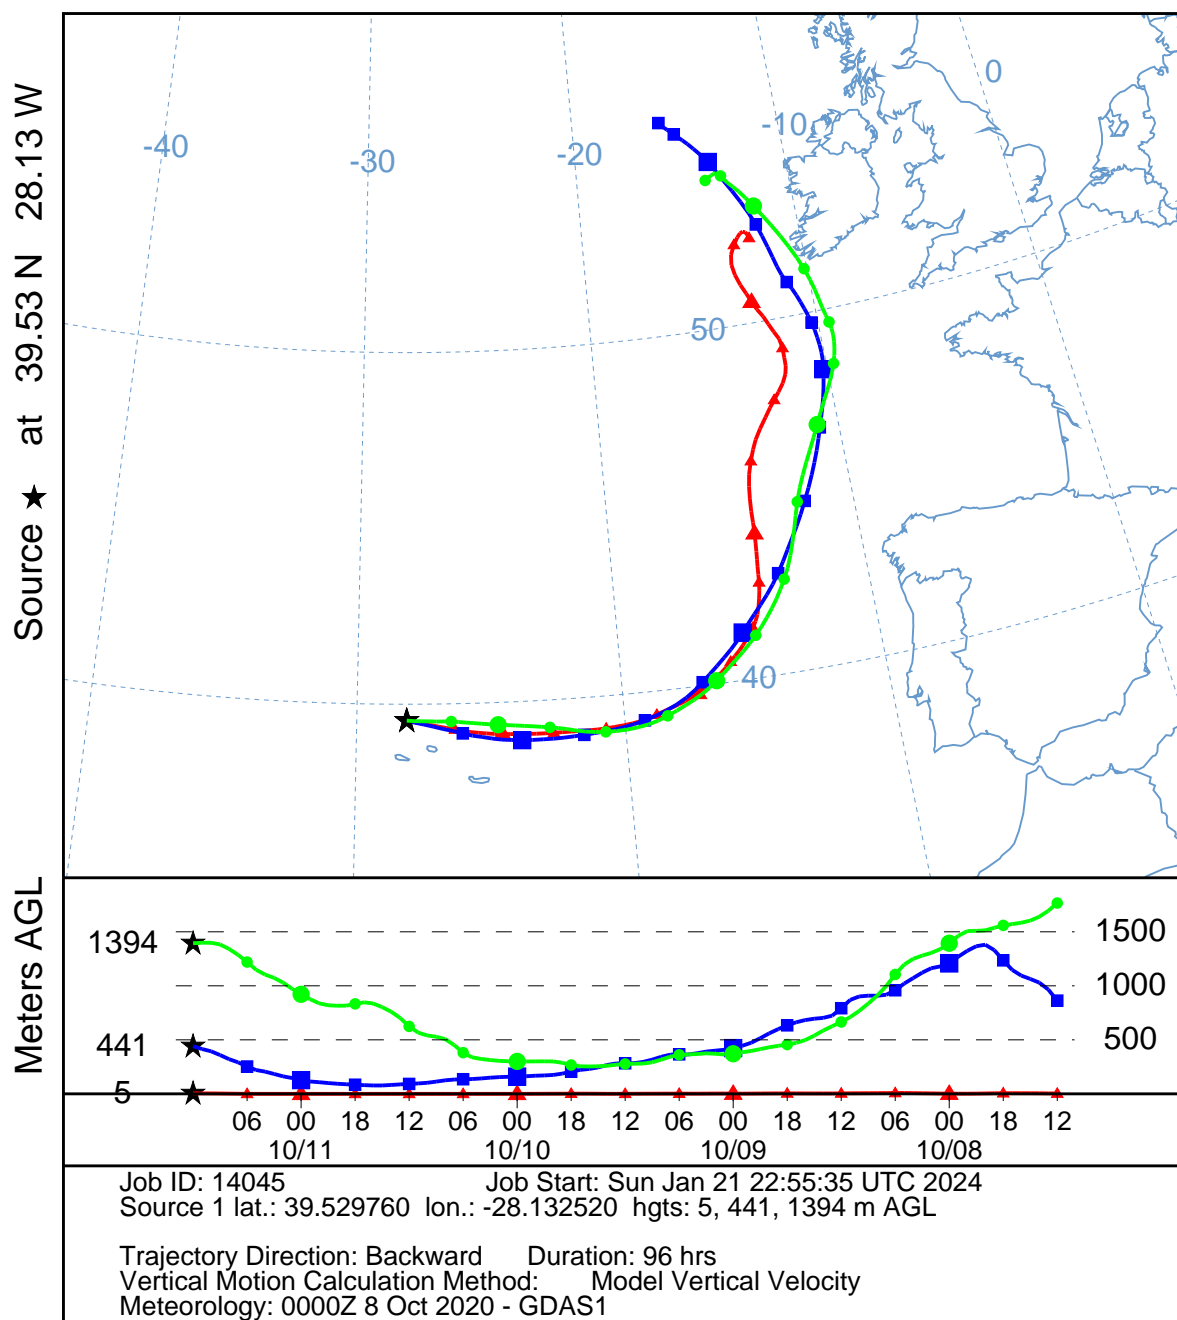 Source ★ at 39.53 N 28.13 W
0
-10
-20
-30
-40
50
40
Meters AGL
1394
441
5
1500
1000
500
06 00 18 12 06 00 18 12 06 00 18 12 06 00 18 12
10/11 10/10 10/09 10/08
Job ID: 14045 Job Start: Sun Jan 21 22:55:35 UTC 2024
Source 1 lat.: 39.529760 lon.: -28.132520 hgts: 5, 441, 1394 m AGL
Trajectory Direction: Backward Duration: 96 hrs
Vertical Motion Calculation Method: Model Vertical Velocity
Meteorology: 0000Z 8 Oct 2020 - GDAS1